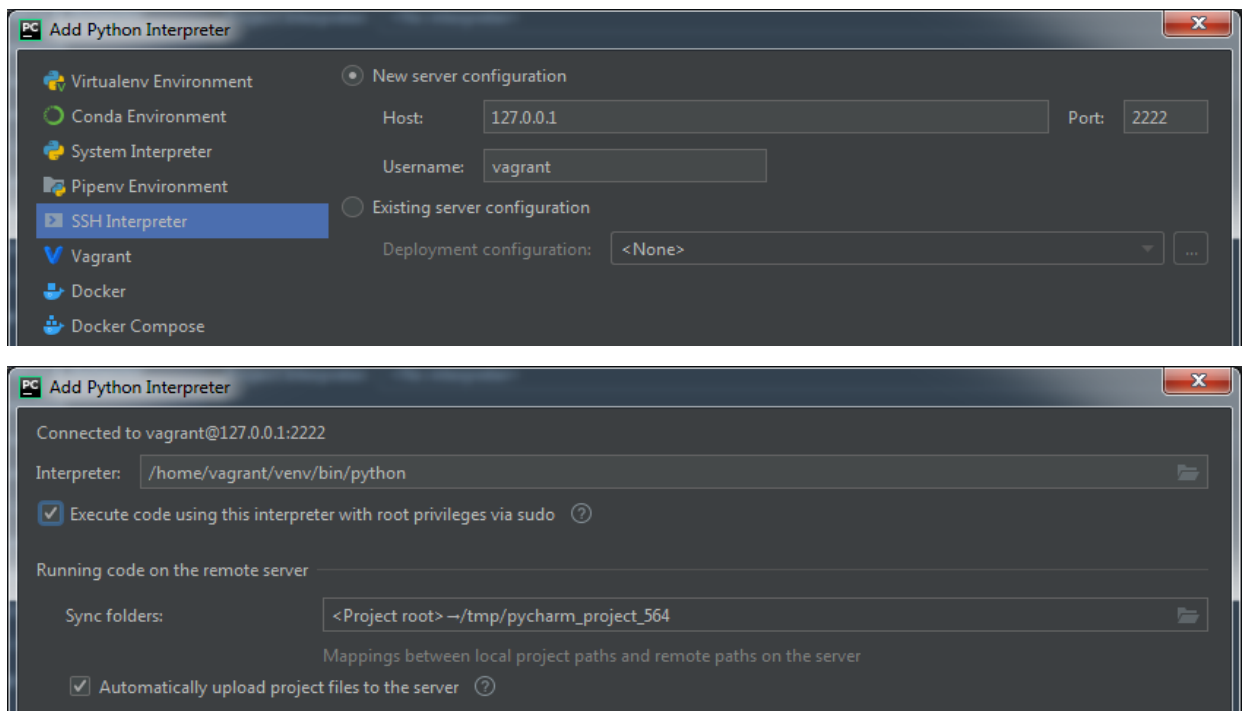 PC Add Python Interpreter X
Virtualenv Environment
Conda Environment
System Interpreter
Pipenv Environment
SSH Interpreter
Vagrant
Docker
Docker Compose
New server configuration
Host: 127.0.0.1 Port: 2222
Username: vagrant
Existing server configuration
Deployment configuration: <None> ...
PC Add Python Interpreter X
Connected to vagrant@127.0.0.1:2222
Interpreter: /home/vagrant/venv/bin/python
Execute code using this interpreter with root privileges via sudo ?
Running code on the remote server
Sync folders: <Project root>→/tmp/pycharm_project_564
Mappings between local project paths and remote paths on the server
Automatically upload project files to the server ?